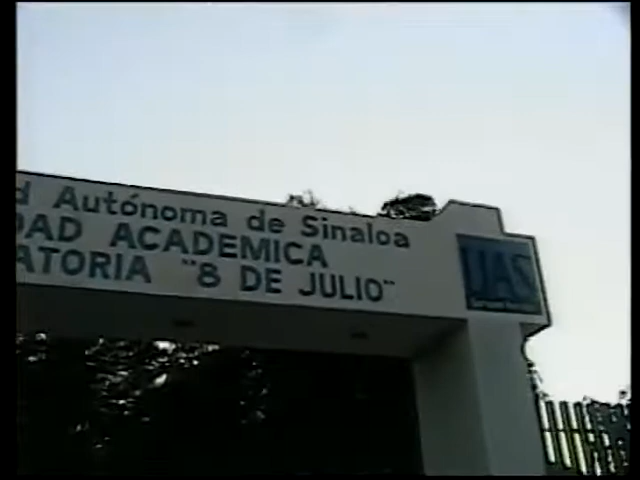 d Autónoma de Sinaloa
DAD ACADEMICA
ATORIA "8 DE JULIO"
UAS